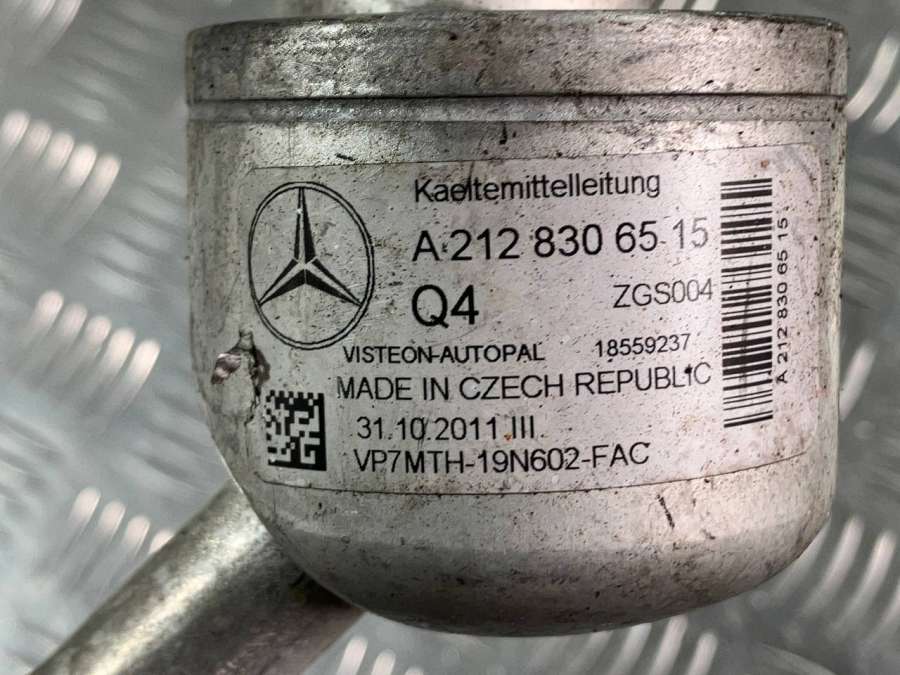 Kaeltemittelleitung
A 212 830 65 15
Q4 ZGS004
VISTEON-AUTOPAL 18559237
MADE IN CZECH REPUBLIC
31.10.2011 III
VP7MTH-19N602-FAC
A 212 830 65 15